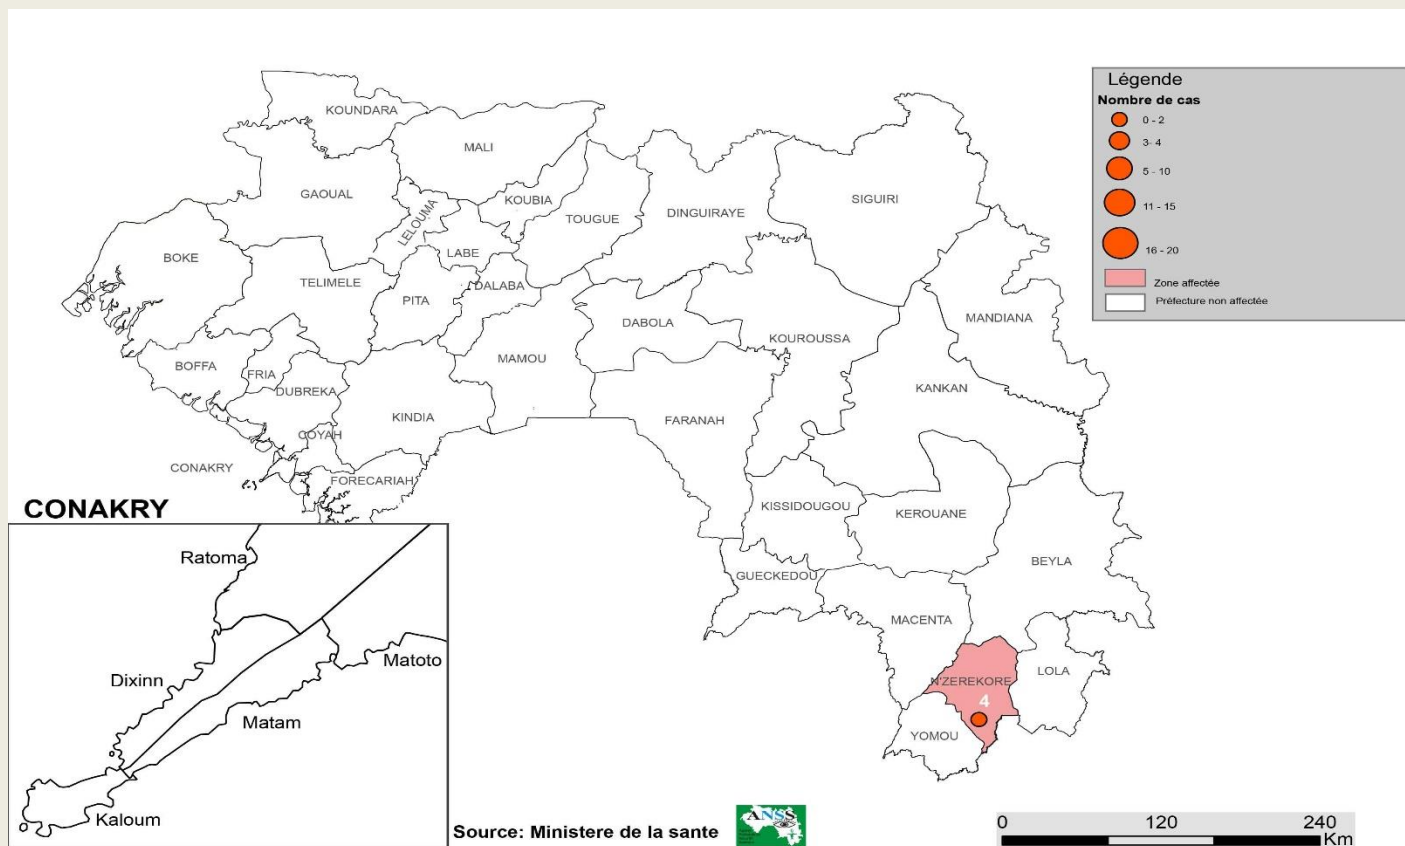 Légende
Nombre de cas
0 - 2
3- 4
5 - 10
11 - 15
16 - 20
Zone affectée
Préfecture non affectée
KOUNDARA
MALI
GAOUAL
KOUBIA
LELOUMA
TOUGUE
DINGUIRAYE
SIGUIRI
BOKE
LABE
TELIMELE
PITA
DALABA
DABOLA
MANDIANA
KOUROUSSA
BOFFA
FRIA
MAMOU
DUBREKA
KANKAN
KINDIA
FARANAH
COYAH
CONAKRY
FORECARIAH
KISSIDOUGOU
KEROUANE
BEYLA
GUECKEDOU
MACENTA
LOLA
N'ZEREKORE
4
YOMOU
CONAKRY
Ratoma
Dixinn
Matoto
Matam
Kaloum
Source: Ministere de la sante
ANSS
0 120 240
Km